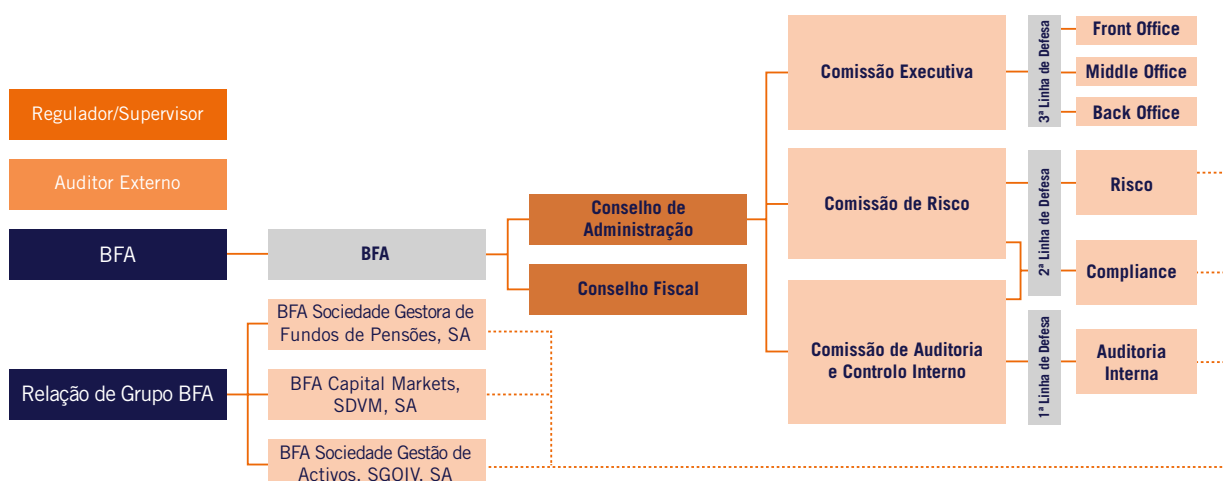 Regulador/Supervisor
Auditor Externo
BFA
Relação de Grupo BFA
BFA
BFA Sociedade Gestora de
Fundos de Pensões, SA
BFA Capital Markets,
SDVM, SA
BFA Sociedade Gestão de
Activos, SGOIV, SA
Conselho de
Administração
Conselho Fiscal
Comissão Executiva
Comissão de Risco
Comissão de Auditoria
e Controlo Interno
3ª Linha de Defesa
2ª Linha de Defesa
1ª Linha de Defesa
Front Office
Middle Office
Back Office
Risco
Compliance
Auditoria
Interna